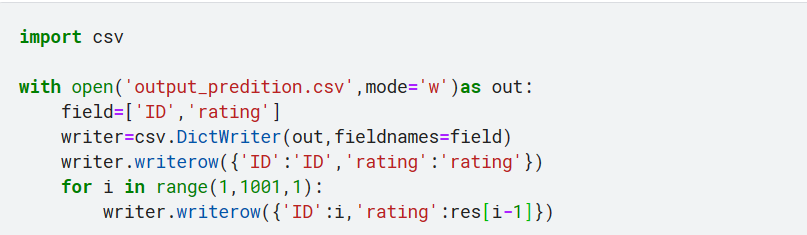 import csv
with open('output_predition.csv',mode='w')as out:
    field=['ID','rating']
    writer=csv.DictWriter(out,fieldnames=field)
    writer.writerow({'ID':'ID','rating':'rating'})
    for i in range(1,1001,1):
        writer.writerow({'ID':i,'rating':res[i-1]})